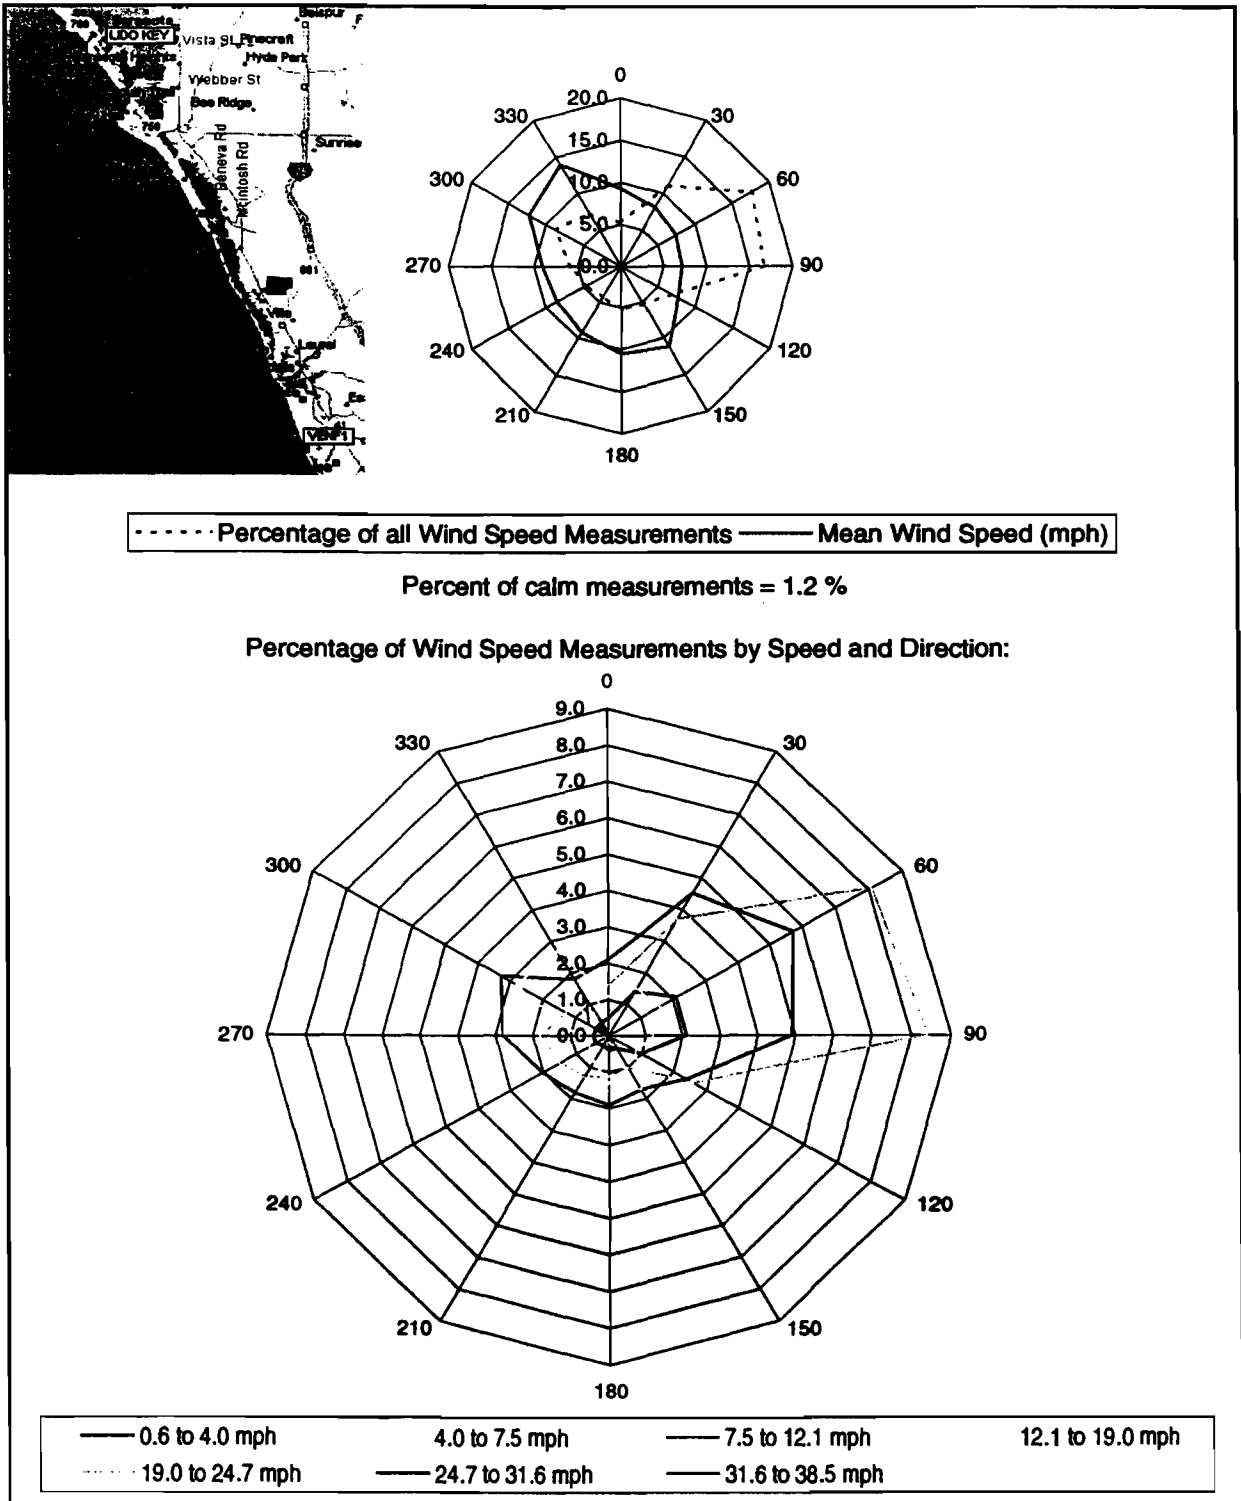 Sarasota
LIDO KEY
Vista St
Pinecraft
Hyde Park
Webber St
Bee Ridge
Sunrise
McIntosh Rd
681
Laurel
0
20.0
330
30
15.0
300
10.0
60
5.0
270
0.0
90
240
120
210
150
180
Percentage of all Wind Speed Measurements Mean Wind Speed (mph)
Percent of calm measurements = 1.2 %
Percentage of Wind Speed Measurements by Speed and Direction:
0
9.0
330
30
8.0
7.0
6.0
300
60
5.0
4.0
3.0
2.0
1.0
270
0.0
90
240
120
210
150
180
0.6 to 4.0 mph 4.0 to 7.5 mph 7.5 to 12.1 mph 12.1 to 19.0 mph
19.0 to 24.7 mph 24.7 to 31.6 mph 31.6 to 38.5 mph